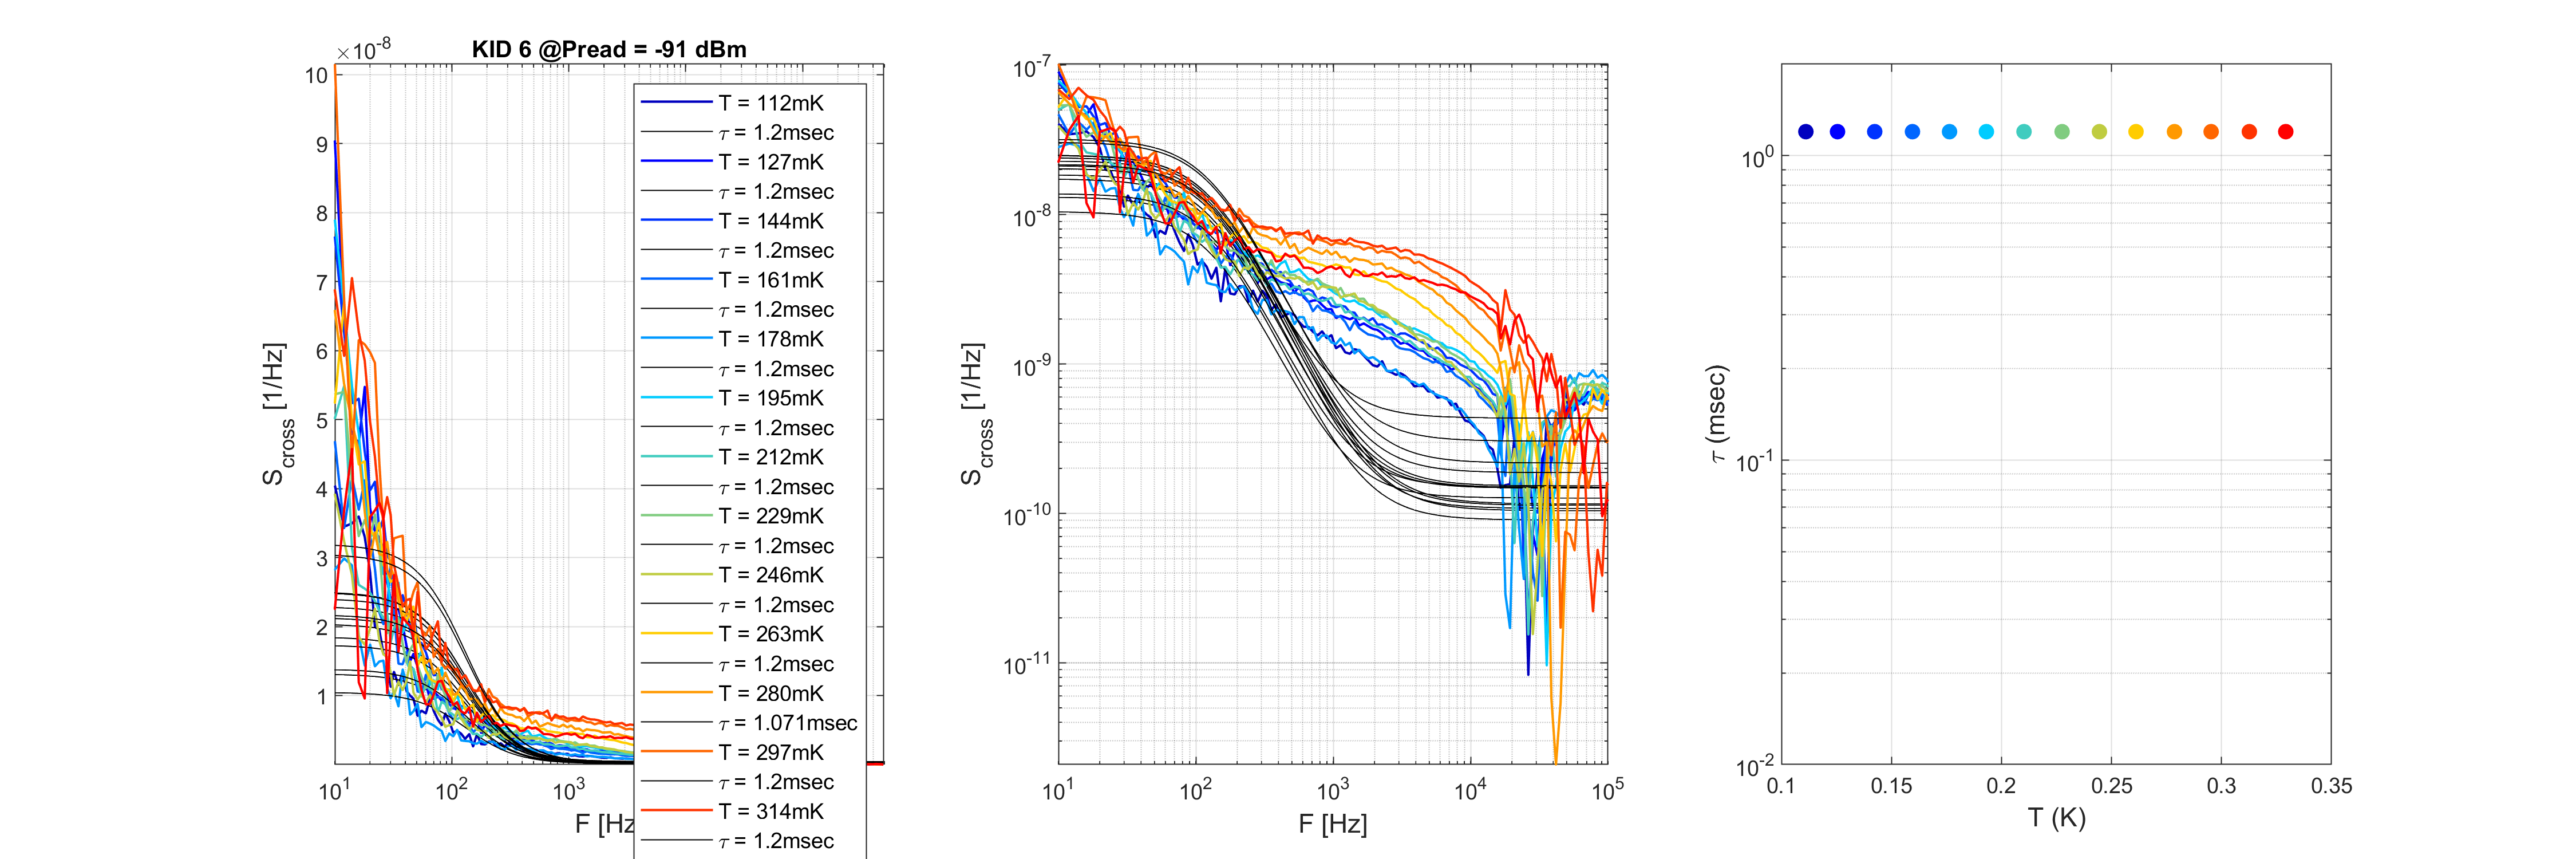 KID 6 @Pread = -91 dBm
×10⁻⁸
10
9
8
7
6
5
4
3
2
1
S_cross [1/Hz]
10¹
10²
10³
F [Hz
T = 112mK
τ = 1.2msec
T = 127mK
τ = 1.2msec
T = 144mK
τ = 1.2msec
T = 161mK
τ = 1.2msec
T = 178mK
τ = 1.2msec
T = 195mK
τ = 1.2msec
T = 212mK
τ = 1.2msec
T = 229mK
τ = 1.2msec
T = 246mK
τ = 1.2msec
T = 263mK
τ = 1.2msec
T = 280mK
τ = 1.071msec
T = 297mK
τ = 1.2msec
T = 314mK
τ = 1.2msec
10⁻⁷
10⁻⁸
10⁻⁹
10⁻¹⁰
10⁻¹¹
S_cross [1/Hz]
10¹
10²
10³
10⁴
10⁵
F [Hz]
10⁰
10⁻¹
10⁻²
τ (msec)
0.1
0.15
0.2
0.25
0.3
0.35
T (K)